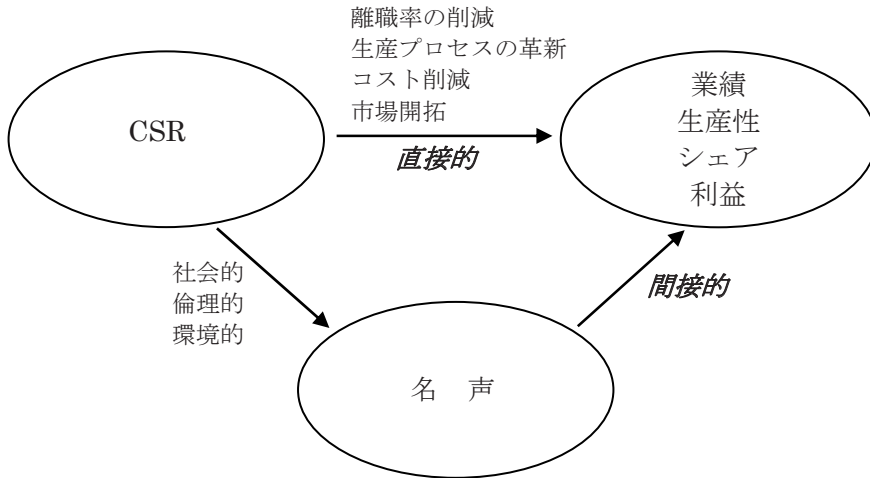 離職率の削減
生産プロセスの革新
コスト削減
市場開拓
CSR
直接的
業績
生産性
シェア
利益
社会的
倫理的
環境的
間接的
名 声